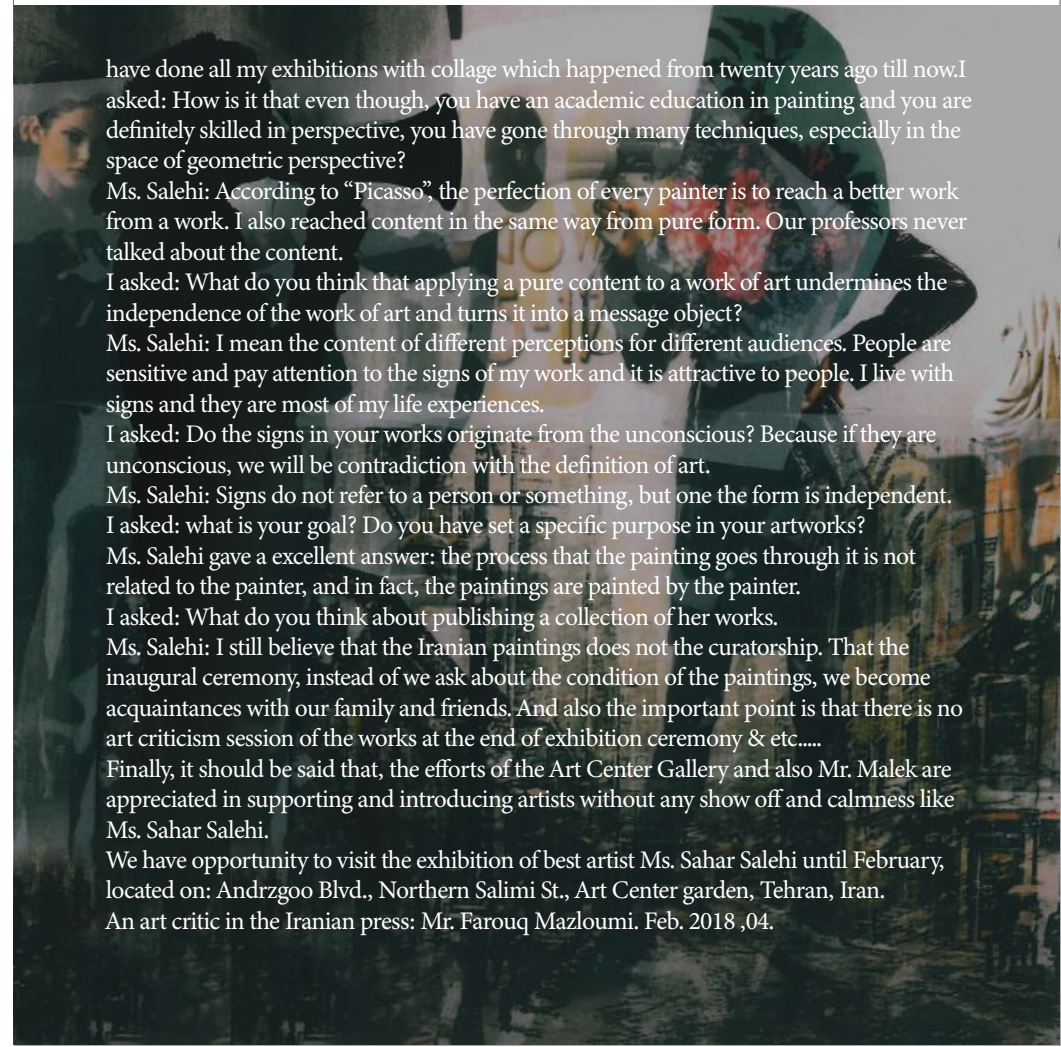 have done all my exhibitions with collage which happened from twenty years ago till now.I
asked: How is it that even though, you have an academic education in painting and you are
definitely skilled in perspective, you have gone through many techniques, especially in the
space of geometric perspective?
Ms. Salehi: According to “Picasso”, the perfection of every painter is to reach a better work
from a work. I also reached content in the same way from pure form. Our professors never
talked about the content.
I asked: What do you think that applying a pure content to a work of art undermines the
independence of the work of art and turns it into a message object?
Ms. Salehi: I mean the content of different perceptions for different audiences. People are
sensitive and pay attention to the signs of my work and it is attractive to people. I live with
signs and they are most of my life experiences.
I asked: Do the signs in your works originate from the unconscious? Because if they are
unconscious, we will be contradiction with the definition of art.
Ms. Salehi: Signs do not refer to a person or something, but one the form is independent.
I asked: what is your goal? Do you have set a specific purpose in your artworks?
Ms. Salehi gave a excellent answer: the process that the painting goes through it is not
related to the painter, and in fact, the paintings are painted by the painter.
I asked: What do you think about publishing a collection of her works.
Ms. Salehi: I still believe that the Iranian paintings does not the curatorship. That the
inaugural ceremony, instead of we ask about the condition of the paintings, we become
acquaintances with our family and friends. And also the important point is that there is no
art criticism session of the works at the end of exhibition ceremony & etc.....
Finally, it should be said that, the efforts of the Art Center Gallery and also Mr. Malek are
appreciated in supporting and introducing artists without any show off and calmness like
Ms. Sahar Salehi.
We have opportunity to visit the exhibition of best artist Ms. Sahar Salehi until February,
located on: Andrzgoo Blvd., Northern Salimi St., Art Center garden, Tehran, Iran.
An art critic in the Iranian press: Mr. Farouq Mazloumi. Feb. 2018 ,04.